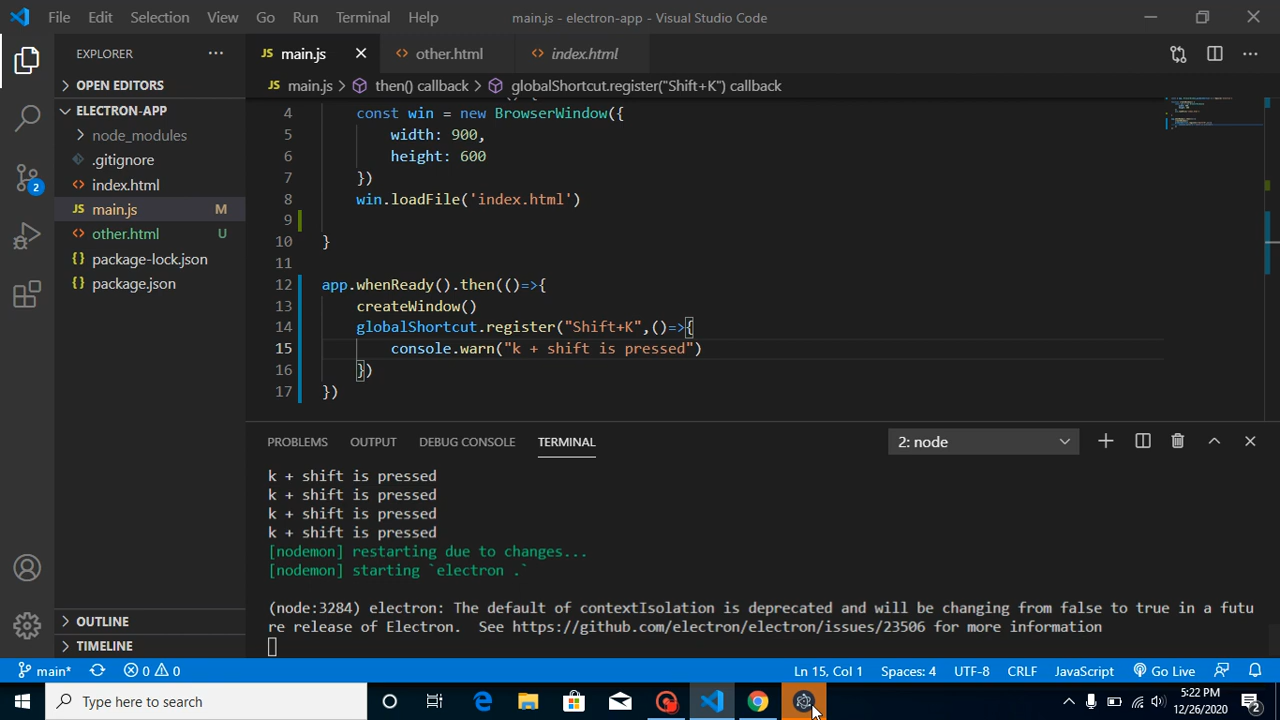 File Edit Selection View Go Run Terminal Help main.js - electron-app - Visual Studio Code
EXPLORER
JS main.js
other.html
index.html
OPEN EDITORS
ELECTRON-APP
node_modules
.gitignore
index.html
JS main.js M
other.html U
{} package-lock.json
{} package.json
OUTLINE
TIMELINE
JS main.js > then() callback > globalShortcut.register("Shift+K") callback
4 const win = new BrowserWindow({
5 width: 900,
6 height: 600
7 })
8 win.loadFile('index.html')
9
10 }
11
12 app.whenReady().then(()=>{
13 createWindow()
14 globalShortcut.register("Shift+K",()=>{
15 console.warn("k + shift is pressed")
16 })
17 })
PROBLEMS OUTPUT DEBUG CONSOLE TERMINAL 2: node
k + shift is pressed
k + shift is pressed
k + shift is pressed
k + shift is pressed
[nodemon] restarting due to changes...
[nodemon] starting `electron .`
(node:3284) electron: The default of contextIsolation is deprecated and will be changing from false to true in a futu
re release of Electron. See https://github.com/electron/electron/issues/23506 for more information
2
main* 0 0 Ln 15, Col 1 Spaces: 4 UTF-8 CRLF JavaScript Go Live
Type here to search
5:22 PM
12/26/2020
2